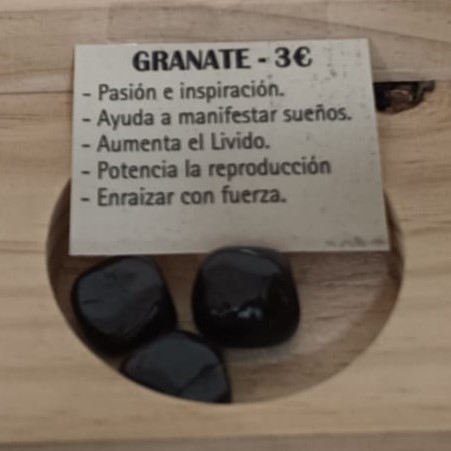 GRANATE - 3€
- Pasión e inspiración.
- Ayuda a manifestar sueños.
- Aumenta el Livido.
- Potencia la reproducción
- Enraizar con fuerza.